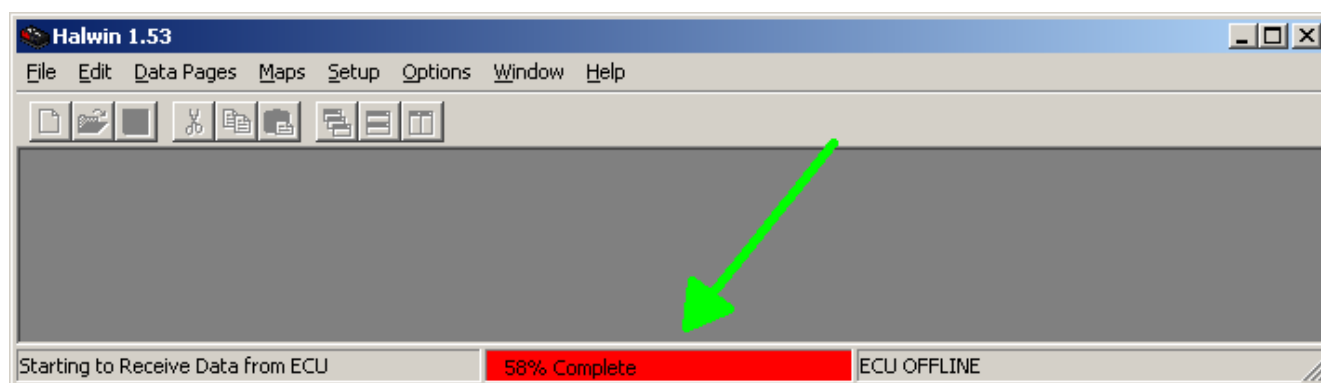 Halwin 1.53
File Edit Data Pages Maps Setup Options Window Help
Starting to Receive Data from ECU 58% Complete ECU OFFLINE